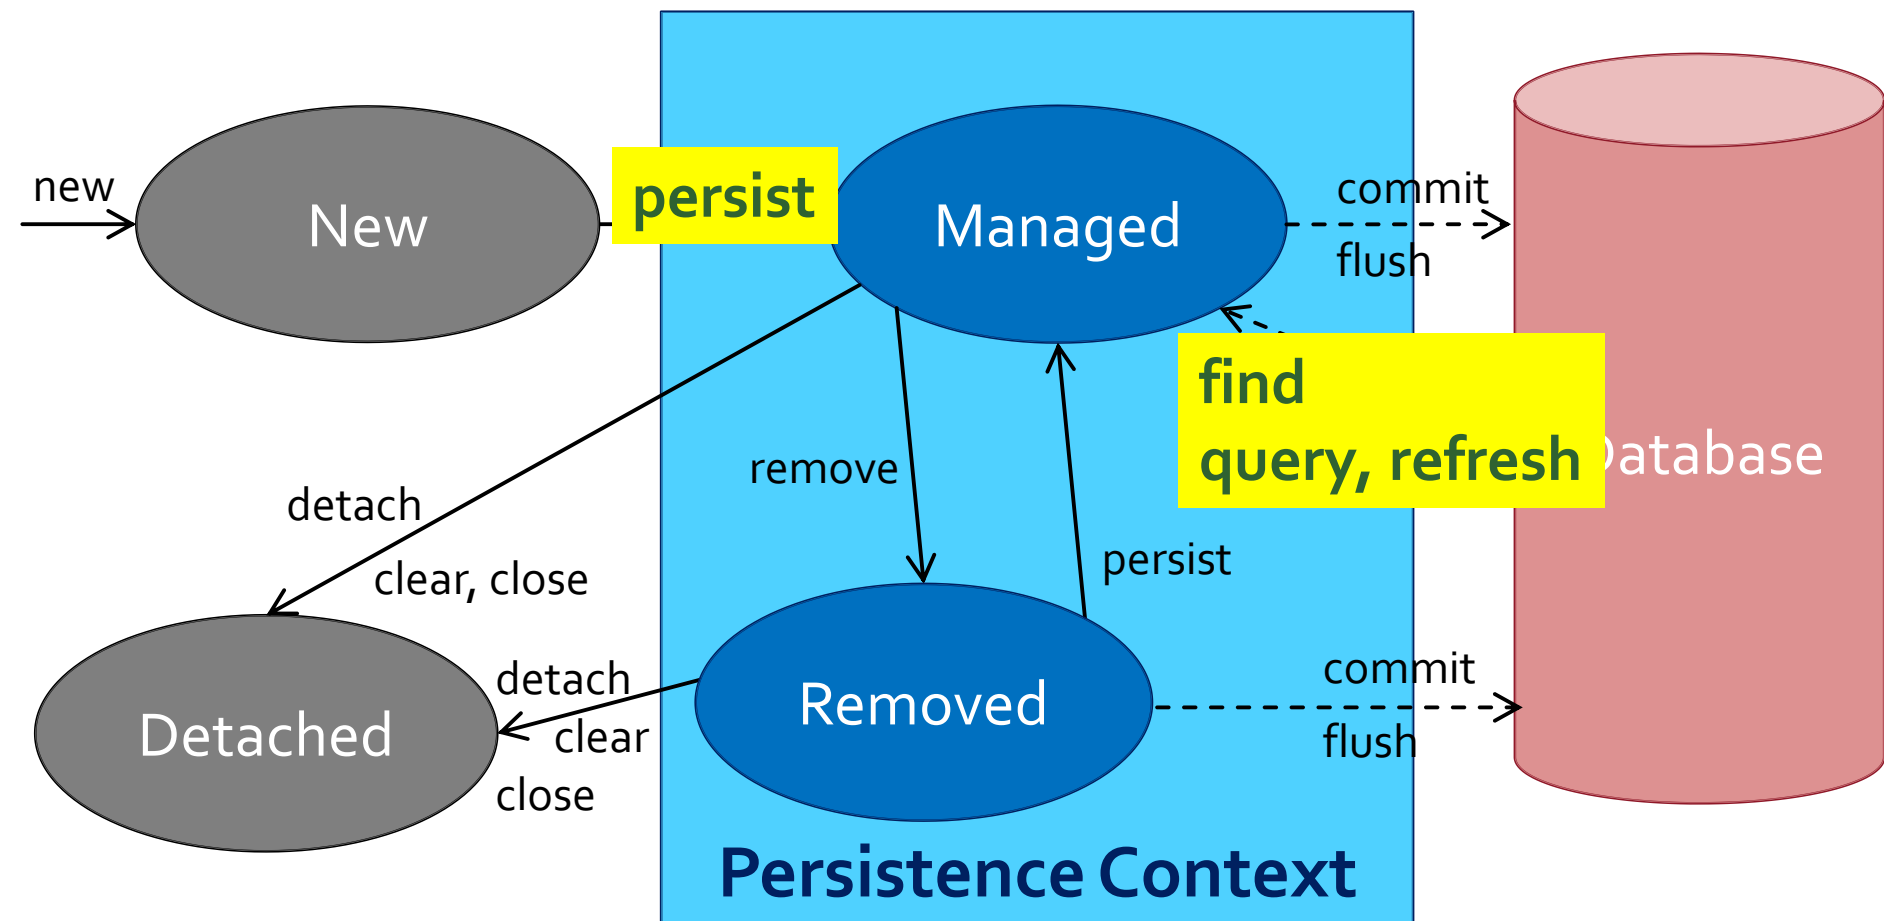 new
New
persist
Managed
commit
flush
find
query, refresh
Database
detach
clear, close
remove
persist
detach
clear
close
Detached
Removed
commit
flush
Persistence Context